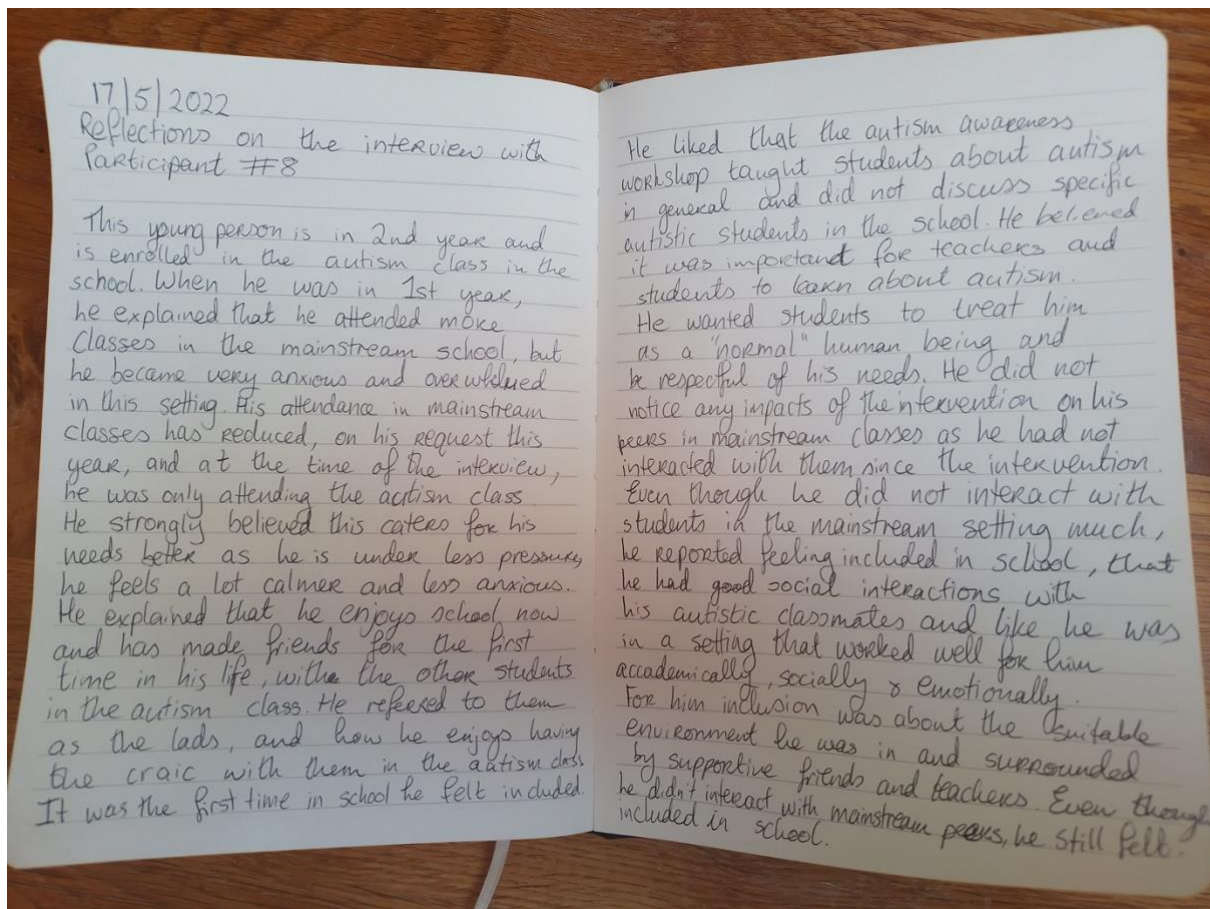 17/5/2022
Reflections on the interview with
Participant #8
This young person is in 2nd year and
is enrolled in the autism class in the
school. When he was in 1st year,
he explained that he attended more
classes in the mainstream school, but
he became very anxious and overwhelmed
in this setting. His attendance in mainstream
classes has reduced, on his request this
year, and at the time of the interview,
he was only attending the autism class
He strongly believed this caters for his
needs better as he is under less pressure,
he feels a lot calmer and less anxious.
He explained that he enjoys school now
and has made friends for the first
time in his life, with the other students
in the autism class. He referred to them
as the lads, and how he enjoys having
the craic with them in the autism class
It was the first time in school he felt included.
He liked that the autism awareness
workshop taught students about autism
in general and did not discuss specific
autistic students in the school. He believed
it was important for teachers and
students to learn about autism.
He wanted students to treat him
as a "normal" human being and
be respectful of his needs. He did not
notice any impacts of the intervention on his
peers in mainstream classes as he had not
interacted with them since the intervention.
Even though he did not interact with
students in the mainstream setting much,
he reported feeling included in school, that
he had good social interactions with
his autistic classmates and like he was
in a setting that worked well for him
accademically, socially & emotionally.
For him inclusion was about the suitable
environment he was in and surrounded
by supportive friends and teachers. Even though
he didn't interact with mainstream peers, he still felt.
included in school.